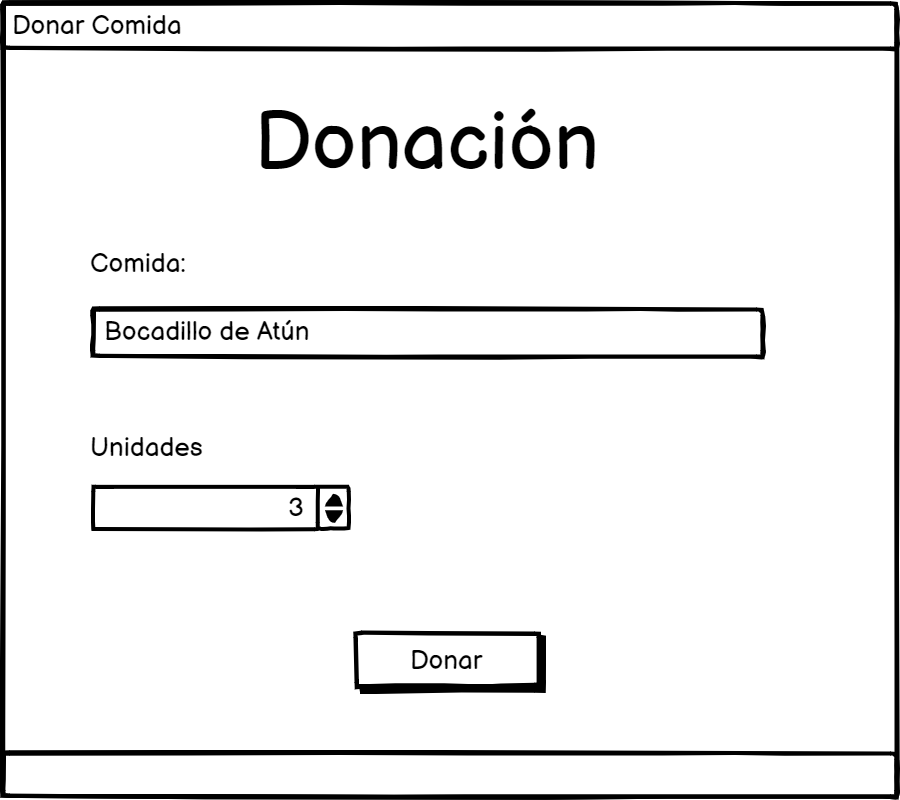 Donar Comida
Donación
Comida:
Bocadillo de Atún
Unidades
3
Donar